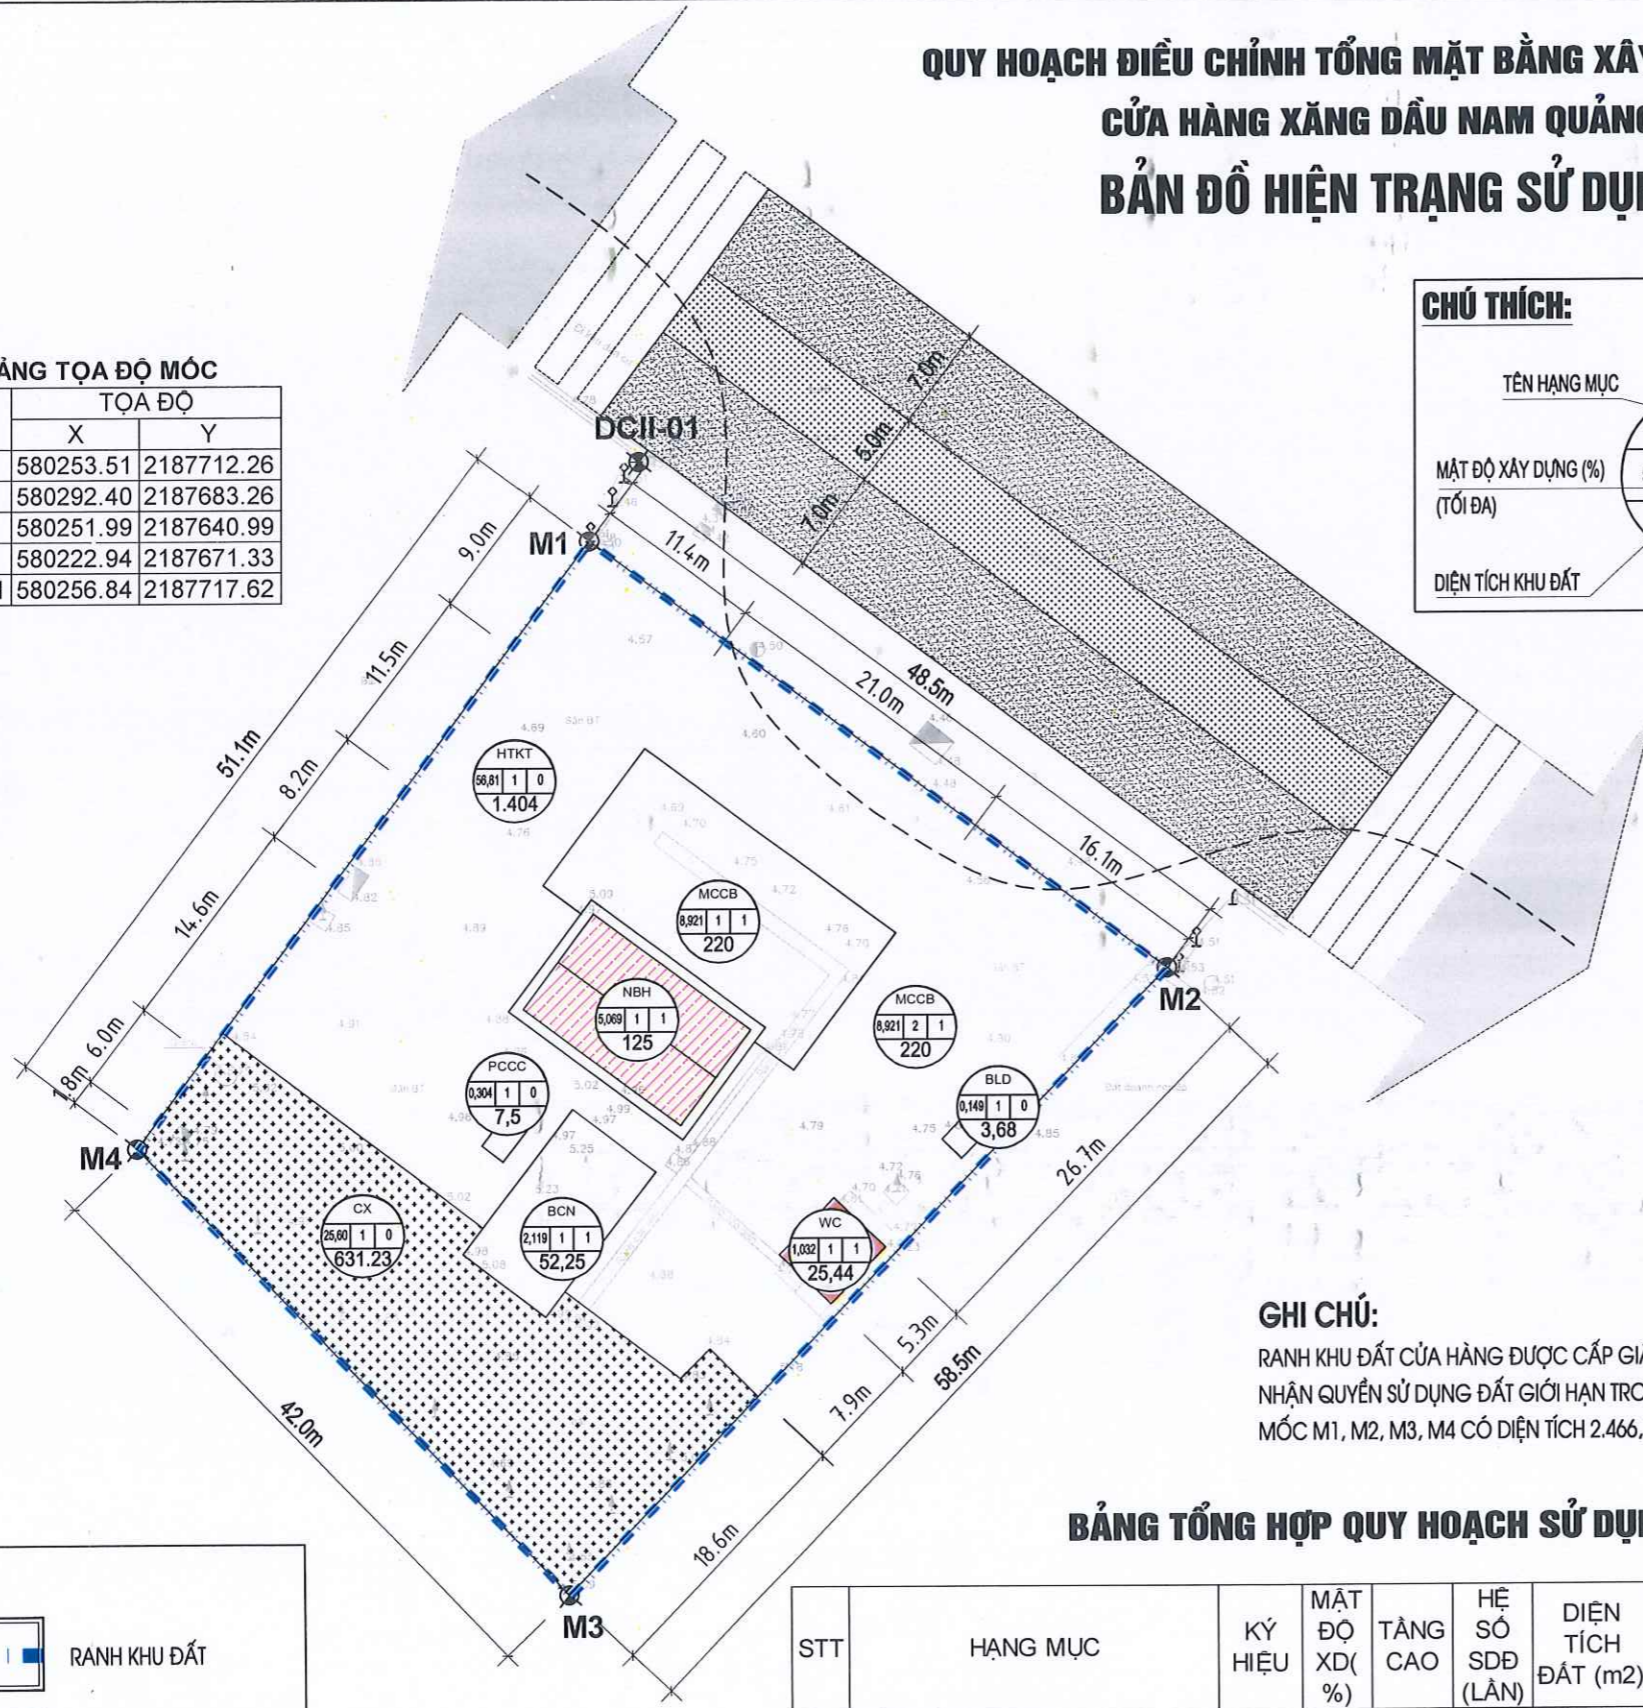 QUY HOẠCH ĐIỀU CHỈNH TỔNG MẶT BẰNG XÂY
CỬA HÀNG XĂNG DẦU NAM QUẢNG
BẢN ĐỒ HIỆN TRẠNG SỬ DỤN
CHÚ THÍCH:
TÊN HẠNG MỤC
MẬT ĐỘ XÂY DỰNG (%)
(TỐI ĐA)
DIỆN TÍCH KHU ĐẤT
ẢNG TỌA ĐỘ MỐC
TỌA ĐỘ
X Y
580253.51 2187712.26
580292.40 2187683.26
580251.99 2187640.99
580222.94 2187671.33
580256.84 2187717.62
DCII-01
M1
7.0m
5.0m
7.0m
9.0m
11.4m
11.5m
48.5m
21.0m
51.1m
8.2m
16.1m
14.6m
6.0m
1.8m
HTKT
56,81 1 0
1.404
MCCB
8,921 1 1
220
NBH
5,069 1 1
125
MCCB
8,921 2 1
220
M2
PCCC
0,304 1 0
7,5
BLD
0,149 1 0
3,68
M4
CX
25,60 1 0
631.23
BCN
2,119 1 1
52,25
WC
1,032 1 1
25,44
26.7m
5.3m
58.5m
7.9m
42.0m
18.6m
M3
GHI CHÚ:
RANH KHU ĐẤT CỬA HÀNG ĐƯỢC CẤP GI
NHẬN QUYỀN SỬ DỤNG ĐẤT GIỚI HẠN TRO
MỐC M1, M2, M3, M4 CÓ DIỆN TÍCH 2.466,
RANH KHU ĐẤT
BẢNG TỔNG HỢP QUY HOẠCH SỬ DỤN
STT
HẠNG MỤC
KÝ HIỆU
MẬT ĐỘ XD( %)
TẦNG CAO
HỆ SỐ SDĐ (LẦN)
DIỆN TÍCH ĐẤT (m2)